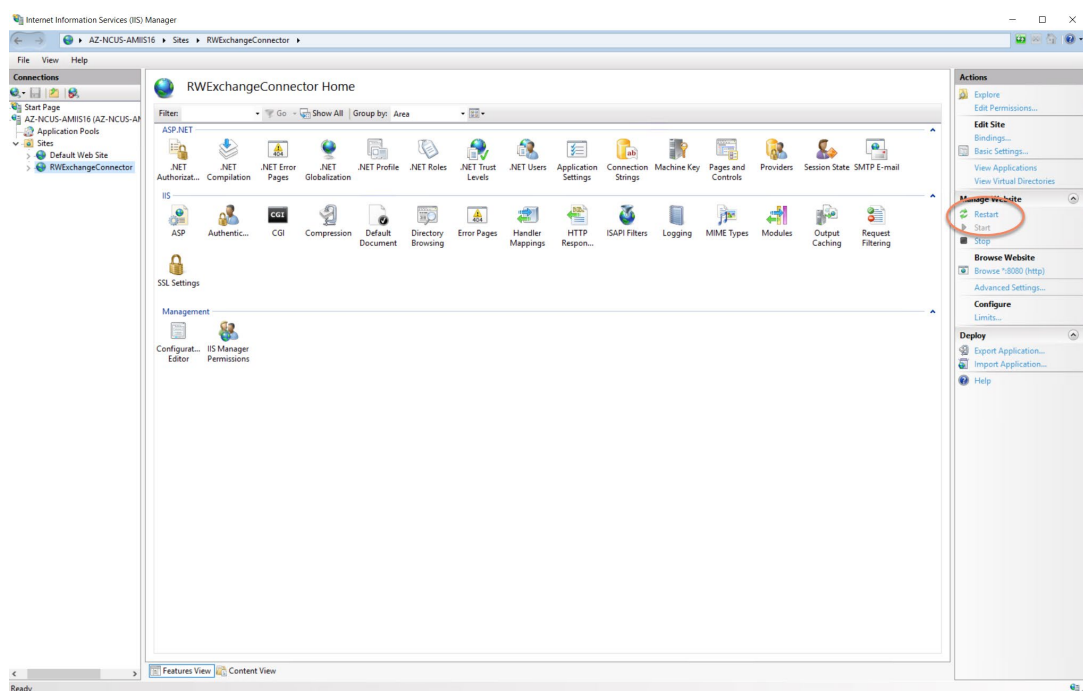 Internet Information Services (IIS) Manager
AZ-NCUS-AMIIS16 Sites RWExchangeConnector
File View Help
Connections
Start Page
AZ-NCUS-AMIIS16 (AZ-NCUS-AM
Application Pools
Sites
Default Web Site
RWExchangeConnector
RWExchangeConnector Home
Filter: Go Show All Group by: Area
ASP.NET
.NET Authorizat...
.NET Compilation
.NET Error Pages
.NET Globalization
.NET Profile
.NET Roles
.NET Trust Levels
.NET Users
Application Settings
Connection Strings
Machine Key
Pages and Controls
Providers
Session State
SMTP E-mail
IIS
ASP
Authentic...
CGI
Compression
Default Document
Directory Browsing
Error Pages
Handler Mappings
HTTP Respon...
ISAPI Filters
Logging
MIME Types
Modules
Output Caching
Request Filtering
SSL Settings
Management
Configurat... Editor
IIS Manager Permissions
Features View Content View
Ready
Actions
Explore
Edit Permissions...
Edit Site
Bindings...
Basic Settings...
View Applications
View Virtual Directories
Manage Website
Restart
Start
Stop
Browse Website
Browse *:8080 (http)
Advanced Settings...
Configure
Limits...
Deploy
Export Application...
Import Application...
Help